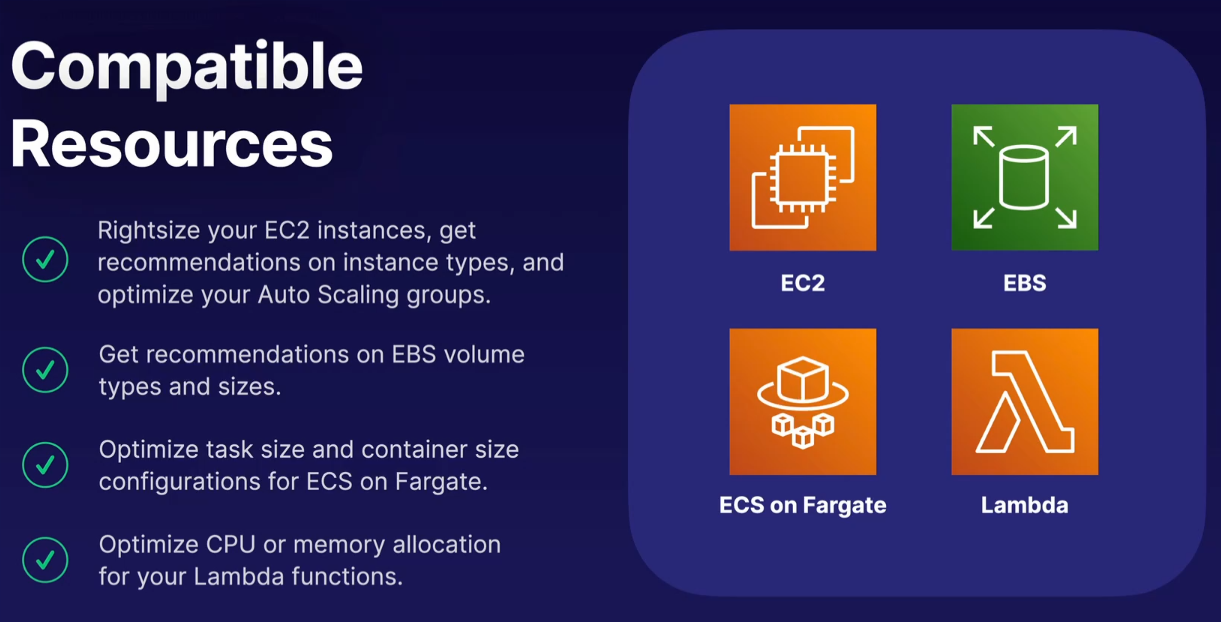 Compatible
Resources
Rightsize your EC2 instances, get
recommendations on instance types, and
optimize your Auto Scaling groups.
Get recommendations on EBS volume
types and sizes.
Optimize task size and container size
configurations for ECS on Fargate.
Optimize CPU or memory allocation
for your Lambda functions.
EC2
EBS
ECS on Fargate
Lambda